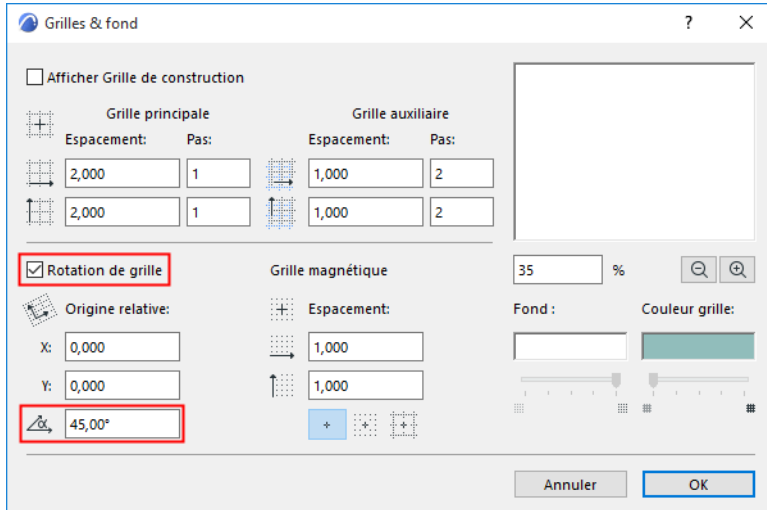 Grilles & fond ?
Afficher Grille de construction
Grille principale Grille auxiliaire
Espacement: Pas: Espacement: Pas:
2,000 1 1,000 2
2,000 1 1,000 2
Rotation de grille Grille magnétique 35 %
Origine relative: Espacement: Fond : Couleur grille:
X: 0,000 1,000
Y: 0,000 1,000
α 45,00°
Annuler OK